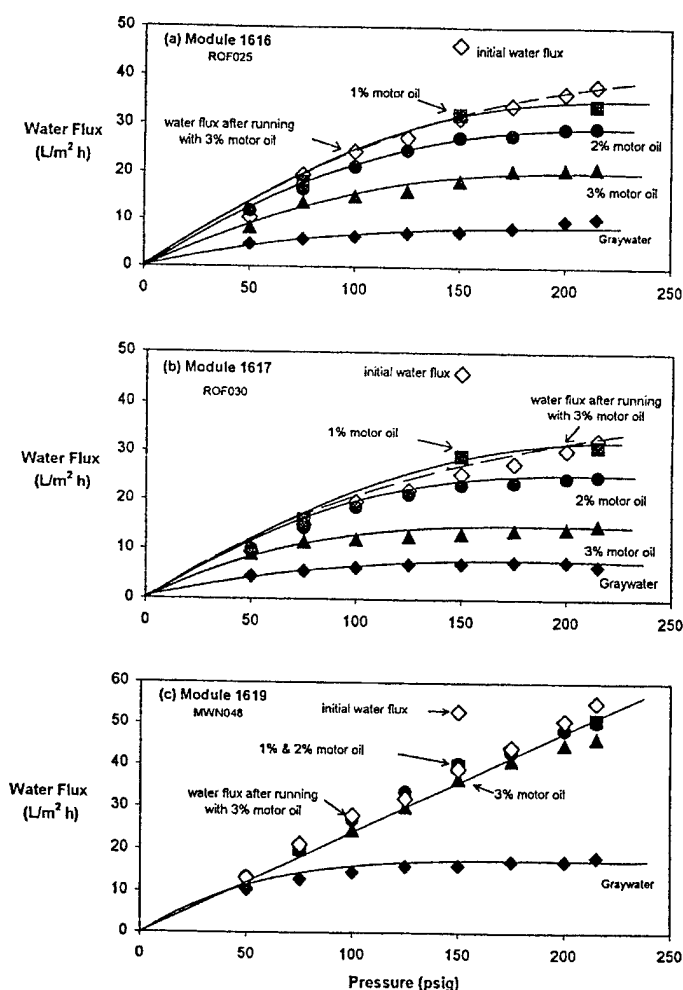 (a) Module 1616
ROF025
initial water flux
1% motor oil
water flux after running
with 3% motor oil
Water Flux
(L/m² h)
2% motor oil
3% motor oil
Graywater
50
40
30
20
10
0
0 50 100 150 200 250
(b) Module 1617
ROF030
initial water flux
water flux after running
with 3% motor oil
1% motor oil
Water Flux
(L/m² h)
2% motor oil
3% motor oil
Graywater
50
40
30
20
10
0
0 50 100 150 200 250
(c) Module 1619
MWN048
initial water flux
1% & 2% motor oil
water flux after running
with 3% motor oil
3% motor oil
Water Flux
(L/m² h)
Graywater
60
50
40
30
20
10
0
0 50 100 150 200 250
Pressure (psig)